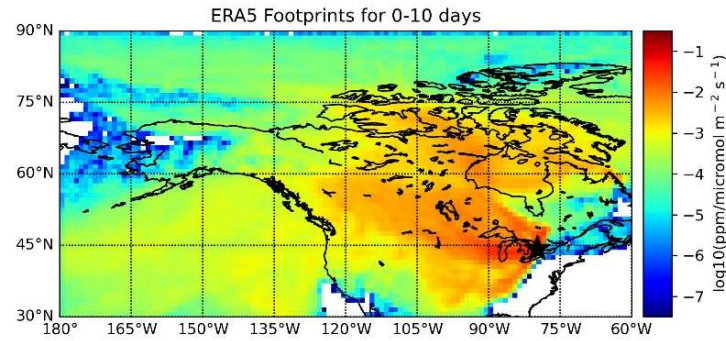 ERA5 Footprints for 0-10 days
90°N
75°N
60°N
45°N
30°N
180° 165°W 150°W 135°W 120°W 105°W 90°W 75°W 60°W
−1
−2
−3
−4
−5
−6
−7
log10(ppm/micromol m⁻² s⁻¹)